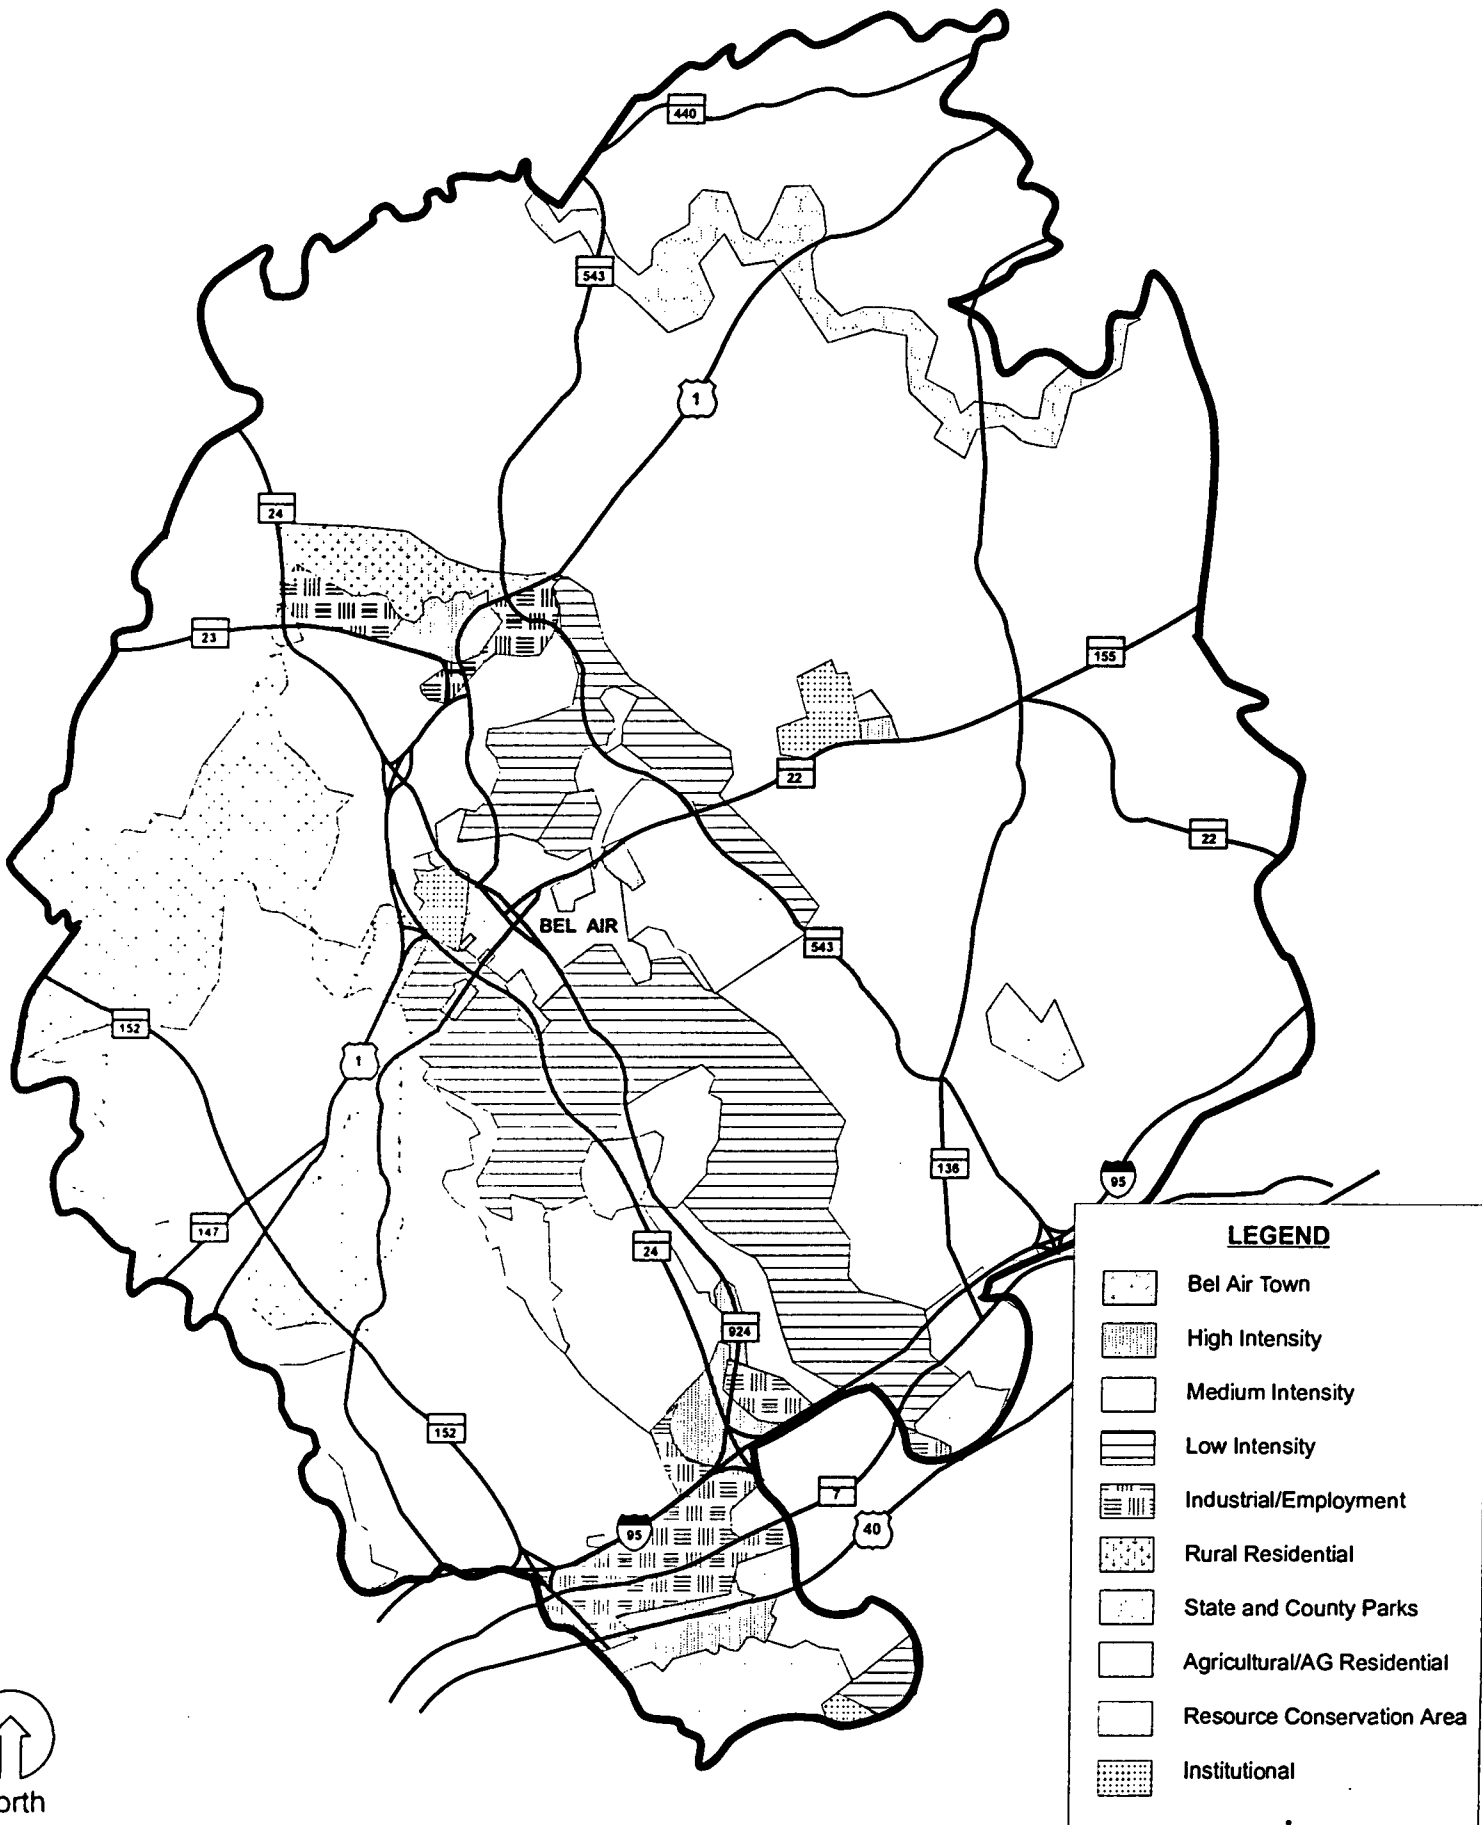 440
543
1
24
23
155
22
22
BEL AIR
543
152
1
136
95
147
24
924
152
7
95
40
LEGEND
Bel Air Town
High Intensity
Medium Intensity
Low Intensity
Industrial/Employment
Rural Residential
State and County Parks
Agricultural/AG Residential
Resource Conservation Area
Institutional
orth